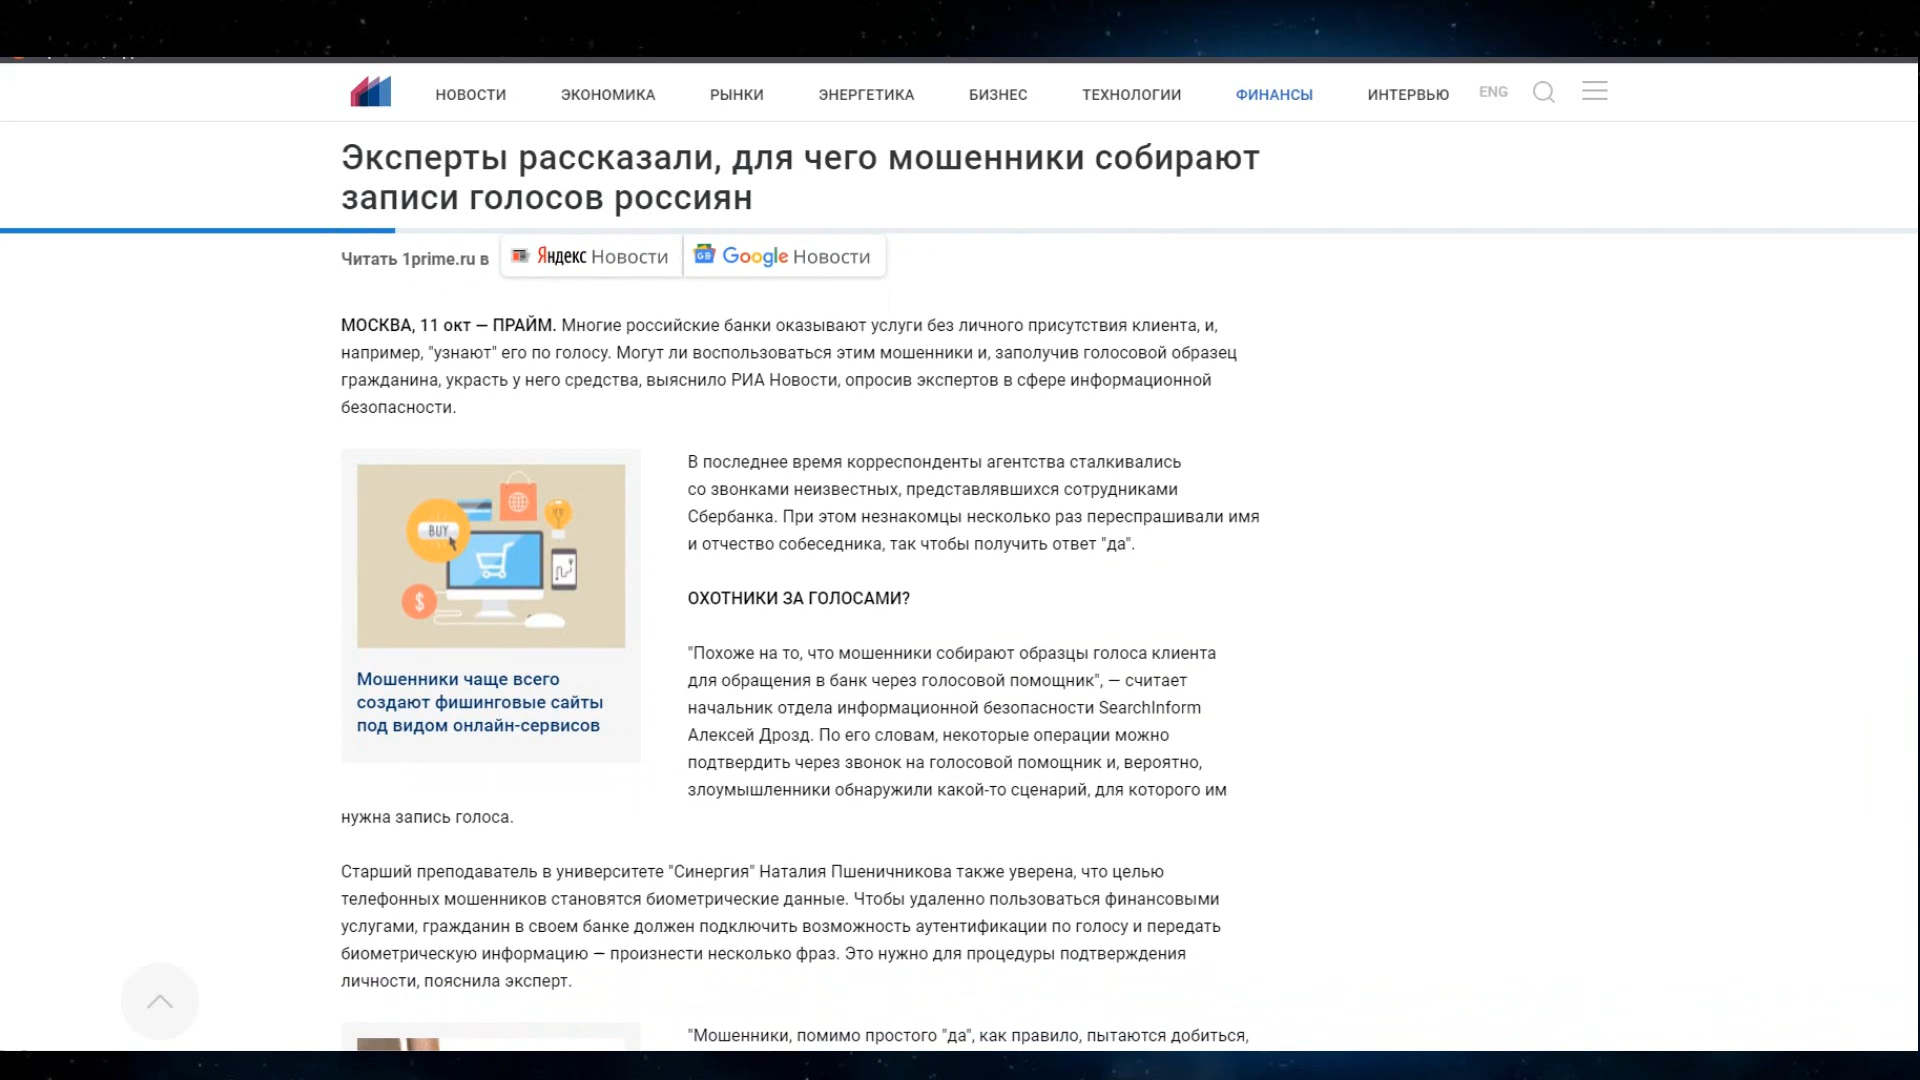 НОВОСТИ ЭКОНОМИКА РЫНКИ ЭНЕРГЕТИКА БИЗНЕС ТЕХНОЛОГИИ ФИНАНСЫ ИНТЕРВЬЮ ENG
Эксперты рассказали, для чего мошенники собирают
записи голосов россиян
Читать 1prime.ru в Яндекс Новости Google Новости
МОСКВА, 11 окт — ПРАЙМ. Многие российские банки оказывают услуги без личного присутствия клиента, и,
например, "узнают" его по голосу. Могут ли воспользоваться этим мошенники и, заполучив голосовой образец
гражданина, украсть у него средства, выяснило РИА Новости, опросив экспертов в сфере информационной
безопасности.
BUY
$
Мошенники чаще всего
создают фишинговые сайты
под видом онлайн-сервисов
В последнее время корреспонденты агентства сталкивались
со звонками неизвестных, представлявшихся сотрудниками
Сбербанка. При этом незнакомцы несколько раз переспрашивали имя
и отчество собеседника, так чтобы получить ответ "да".
ОХОТНИКИ ЗА ГОЛОСАМИ?
"Похоже на то, что мошенники собирают образцы голоса клиента
для обращения в банк через голосовой помощник", — считает
начальник отдела информационной безопасности SearchInform
Алексей Дрозд. По его словам, некоторые операции можно
подтвердить через звонок на голосовой помощник и, вероятно,
злоумышленники обнаружили какой-то сценарий, для которого им
нужна запись голоса.
Старший преподаватель в университете "Синергия" Наталия Пшеничникова также уверена, что целью
телефонных мошенников становятся биометрические данные. Чтобы удаленно пользоваться финансовыми
услугами, гражданин в своем банке должен подключить возможность аутентификации по голосу и передать
биометрическую информацию — произнести несколько фраз. Это нужно для процедуры подтверждения
личности, пояснила эксперт.
"Мошенники, помимо простого "да", как правило, пытаются добиться,